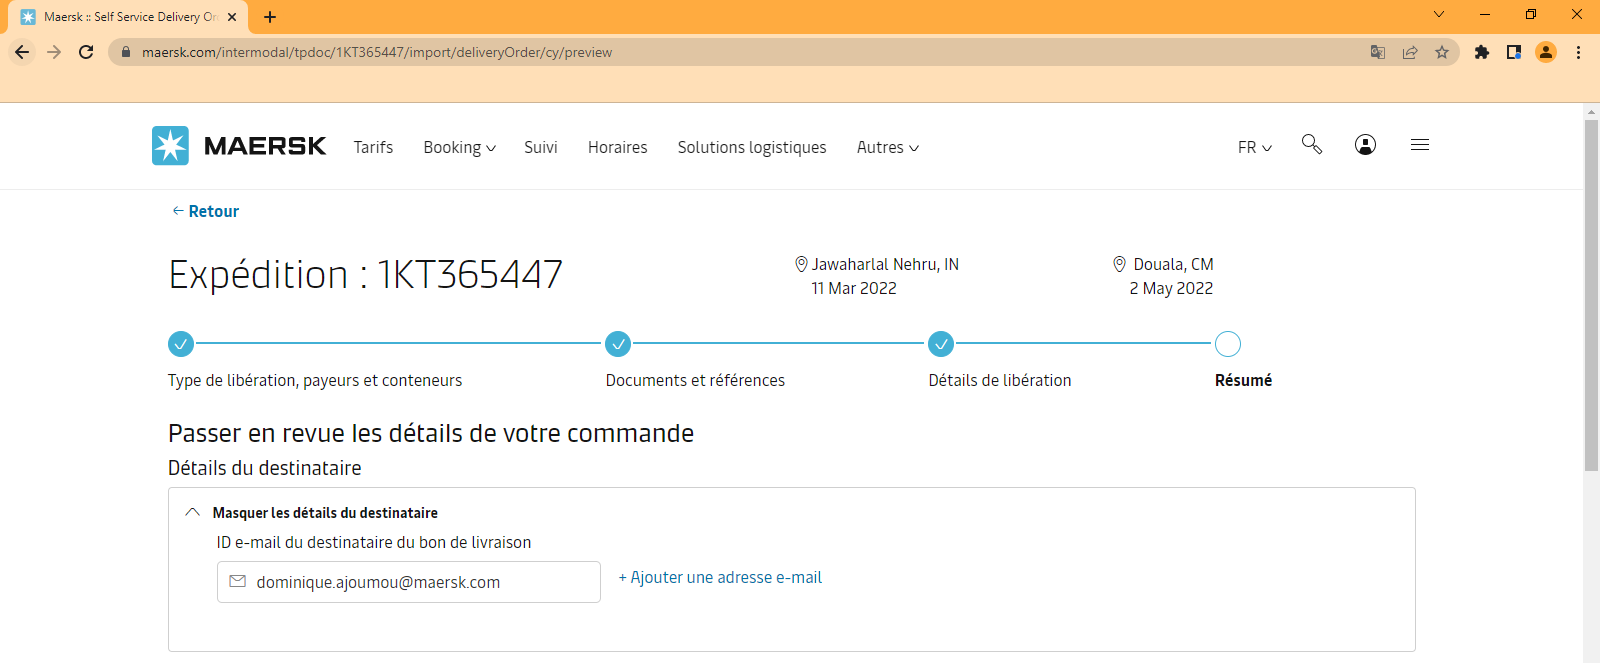 Maersk :: Self Service Delivery Or
maersk.com/intermodal/tpdoc/1KT365447/import/deliveryOrder/cy/preview
MAERSK Tarifs Booking Suivi Horaires Solutions logistiques Autres FR
Retour
Expédition : 1KT365447
Jawaharlal Nehru, IN
11 Mar 2022
Douala, CM
2 May 2022
Type de libération, payeurs et conteneurs Documents et références Détails de libération Résumé
Passer en revue les détails de votre commande
Détails du destinataire
Masquer les détails du destinataire
ID e-mail du destinataire du bon de livraison
dominique.ajoumou@maersk.com
+ Ajouter une adresse e-mail